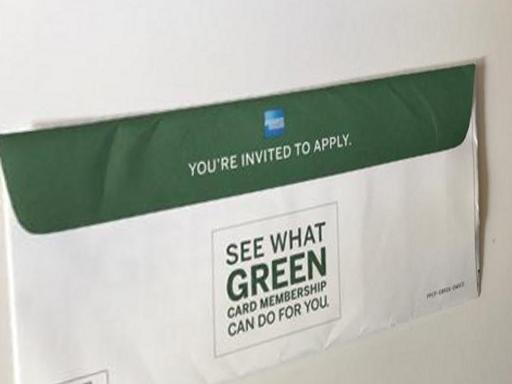 YOU'RE INVITED TO APPLY.
SEE WHAT
GREEN
CARD MEMBERSHIP
CAN DO FOR YOU.